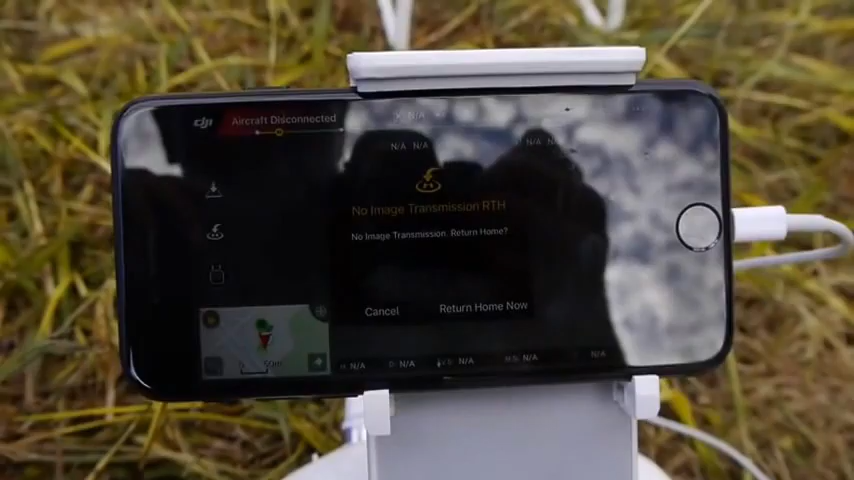 dji Aircraft Disconnected N/A
N/A N/A N/A
No Image Transmission RTH
No Image Transmission. Return Home?
Cancel Return Home Now
50m
H: N/A D: N/A N/A N/A N/A